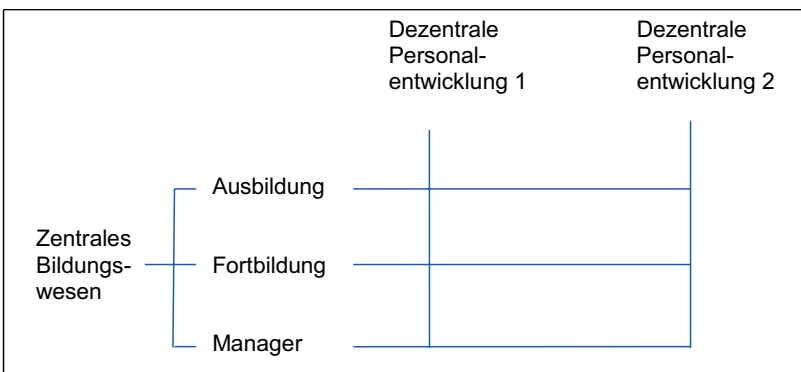 Dezentrale
Personal-
entwicklung 1
Dezentrale
Personal-
entwicklung 2
Ausbildung
Zentrales
Bildungs-
wesen
Fortbildung
Manager